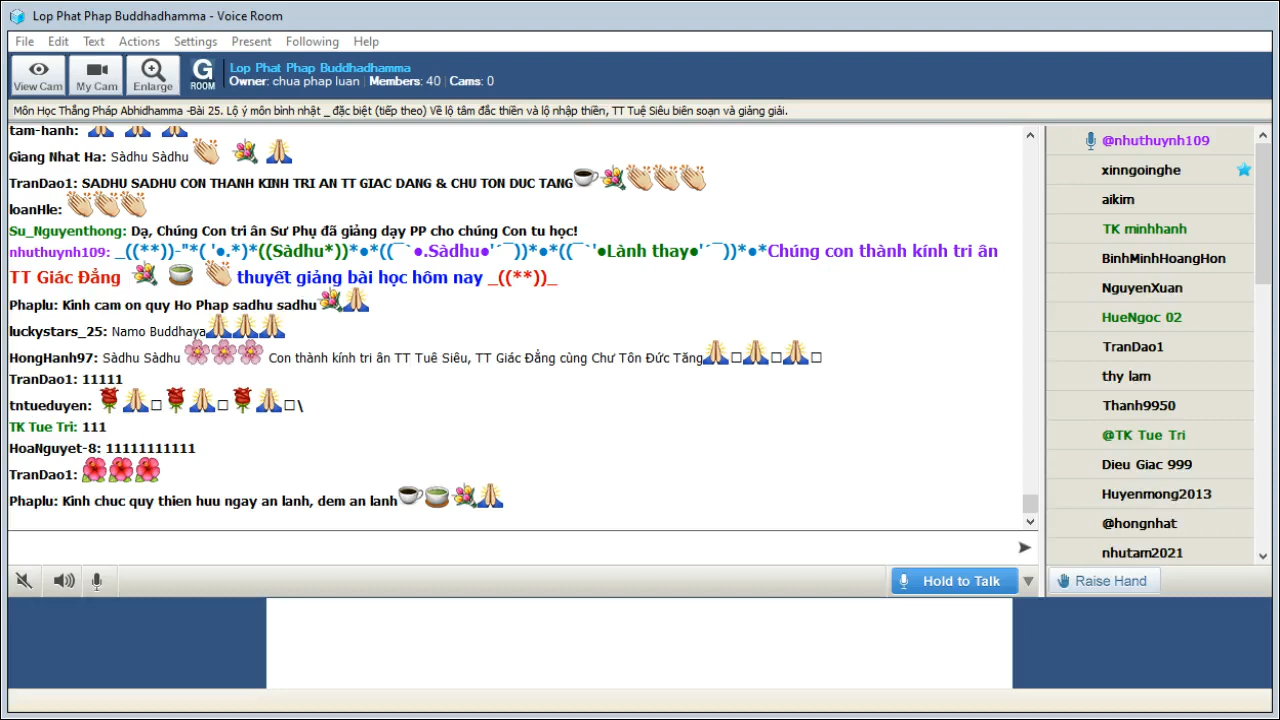 Lop Phat Phap Buddhadhamma - Voice Room
File Edit Text Actions Settings Present Following Help
View Cam My Cam Enlarge G ROOM
Lop Phat Phap Buddhadhamma
Owner: chua phap luan | Members: 40 | Cams: 0
Môn Học Thắng Pháp Abhidhamma -Bài 25. Lộ ý môn bình nhật _ đặc biệt (tiếp theo) Về lộ tâm đắc thiền và lộ nhập thiền, TT Tuệ Siêu biên soạn và giảng giải.
tam-hanh:
Giang Nhat Ha: Sàdhu Sàdhu
TranDao1: SADHU SADHU CON THANH KINH TRI AN TT GIAC DANG & CHU TON DUC TANG
loanHle:
Su_Nguyenthong: Dạ, Chúng Con tri ân Sư Phụ đã giảng dạy PP cho chúng Con tu học!
nhuthuynh109: _((**))-"*( '●.*)*((Sàdhu*))*●*((¯`●.Sàdhu●'´¯))*●*((¯`'●Lành thay●'´¯))*●*Chúng con thành kính tri ân
TT Giác Đẳng thuyết giảng bài học hôm nay _((**))_
Phaplu: Kinh cam on quy Ho Phap sadhu sadhu
luckystars_25: Namo Buddhaya
HongHanh97: Sàdhu Sàdhu Con thành kính tri ân TT Tuê Siêu, TT Giác Đẳng cùng Chư Tôn Đức Tăng
TranDao1: 11111
tntueduyen: \
TK Tue Tri: 111
HoaNguyet-8: 11111111111
TranDao1:
Phaplu: Kinh chuc quy thien huu ngay an lanh, dem an lanh
Hold to Talk
@nhuthuynh109
xinngoinghe
aikim
TK minhhanh
BinhMinhHoangHon
NguyenXuan
HueNgoc 02
TranDao1
thy lam
Thanh9950
@TK Tue Tri
Dieu Giac 999
Huyenmong2013
@hongnhat
nhutam2021
Raise Hand